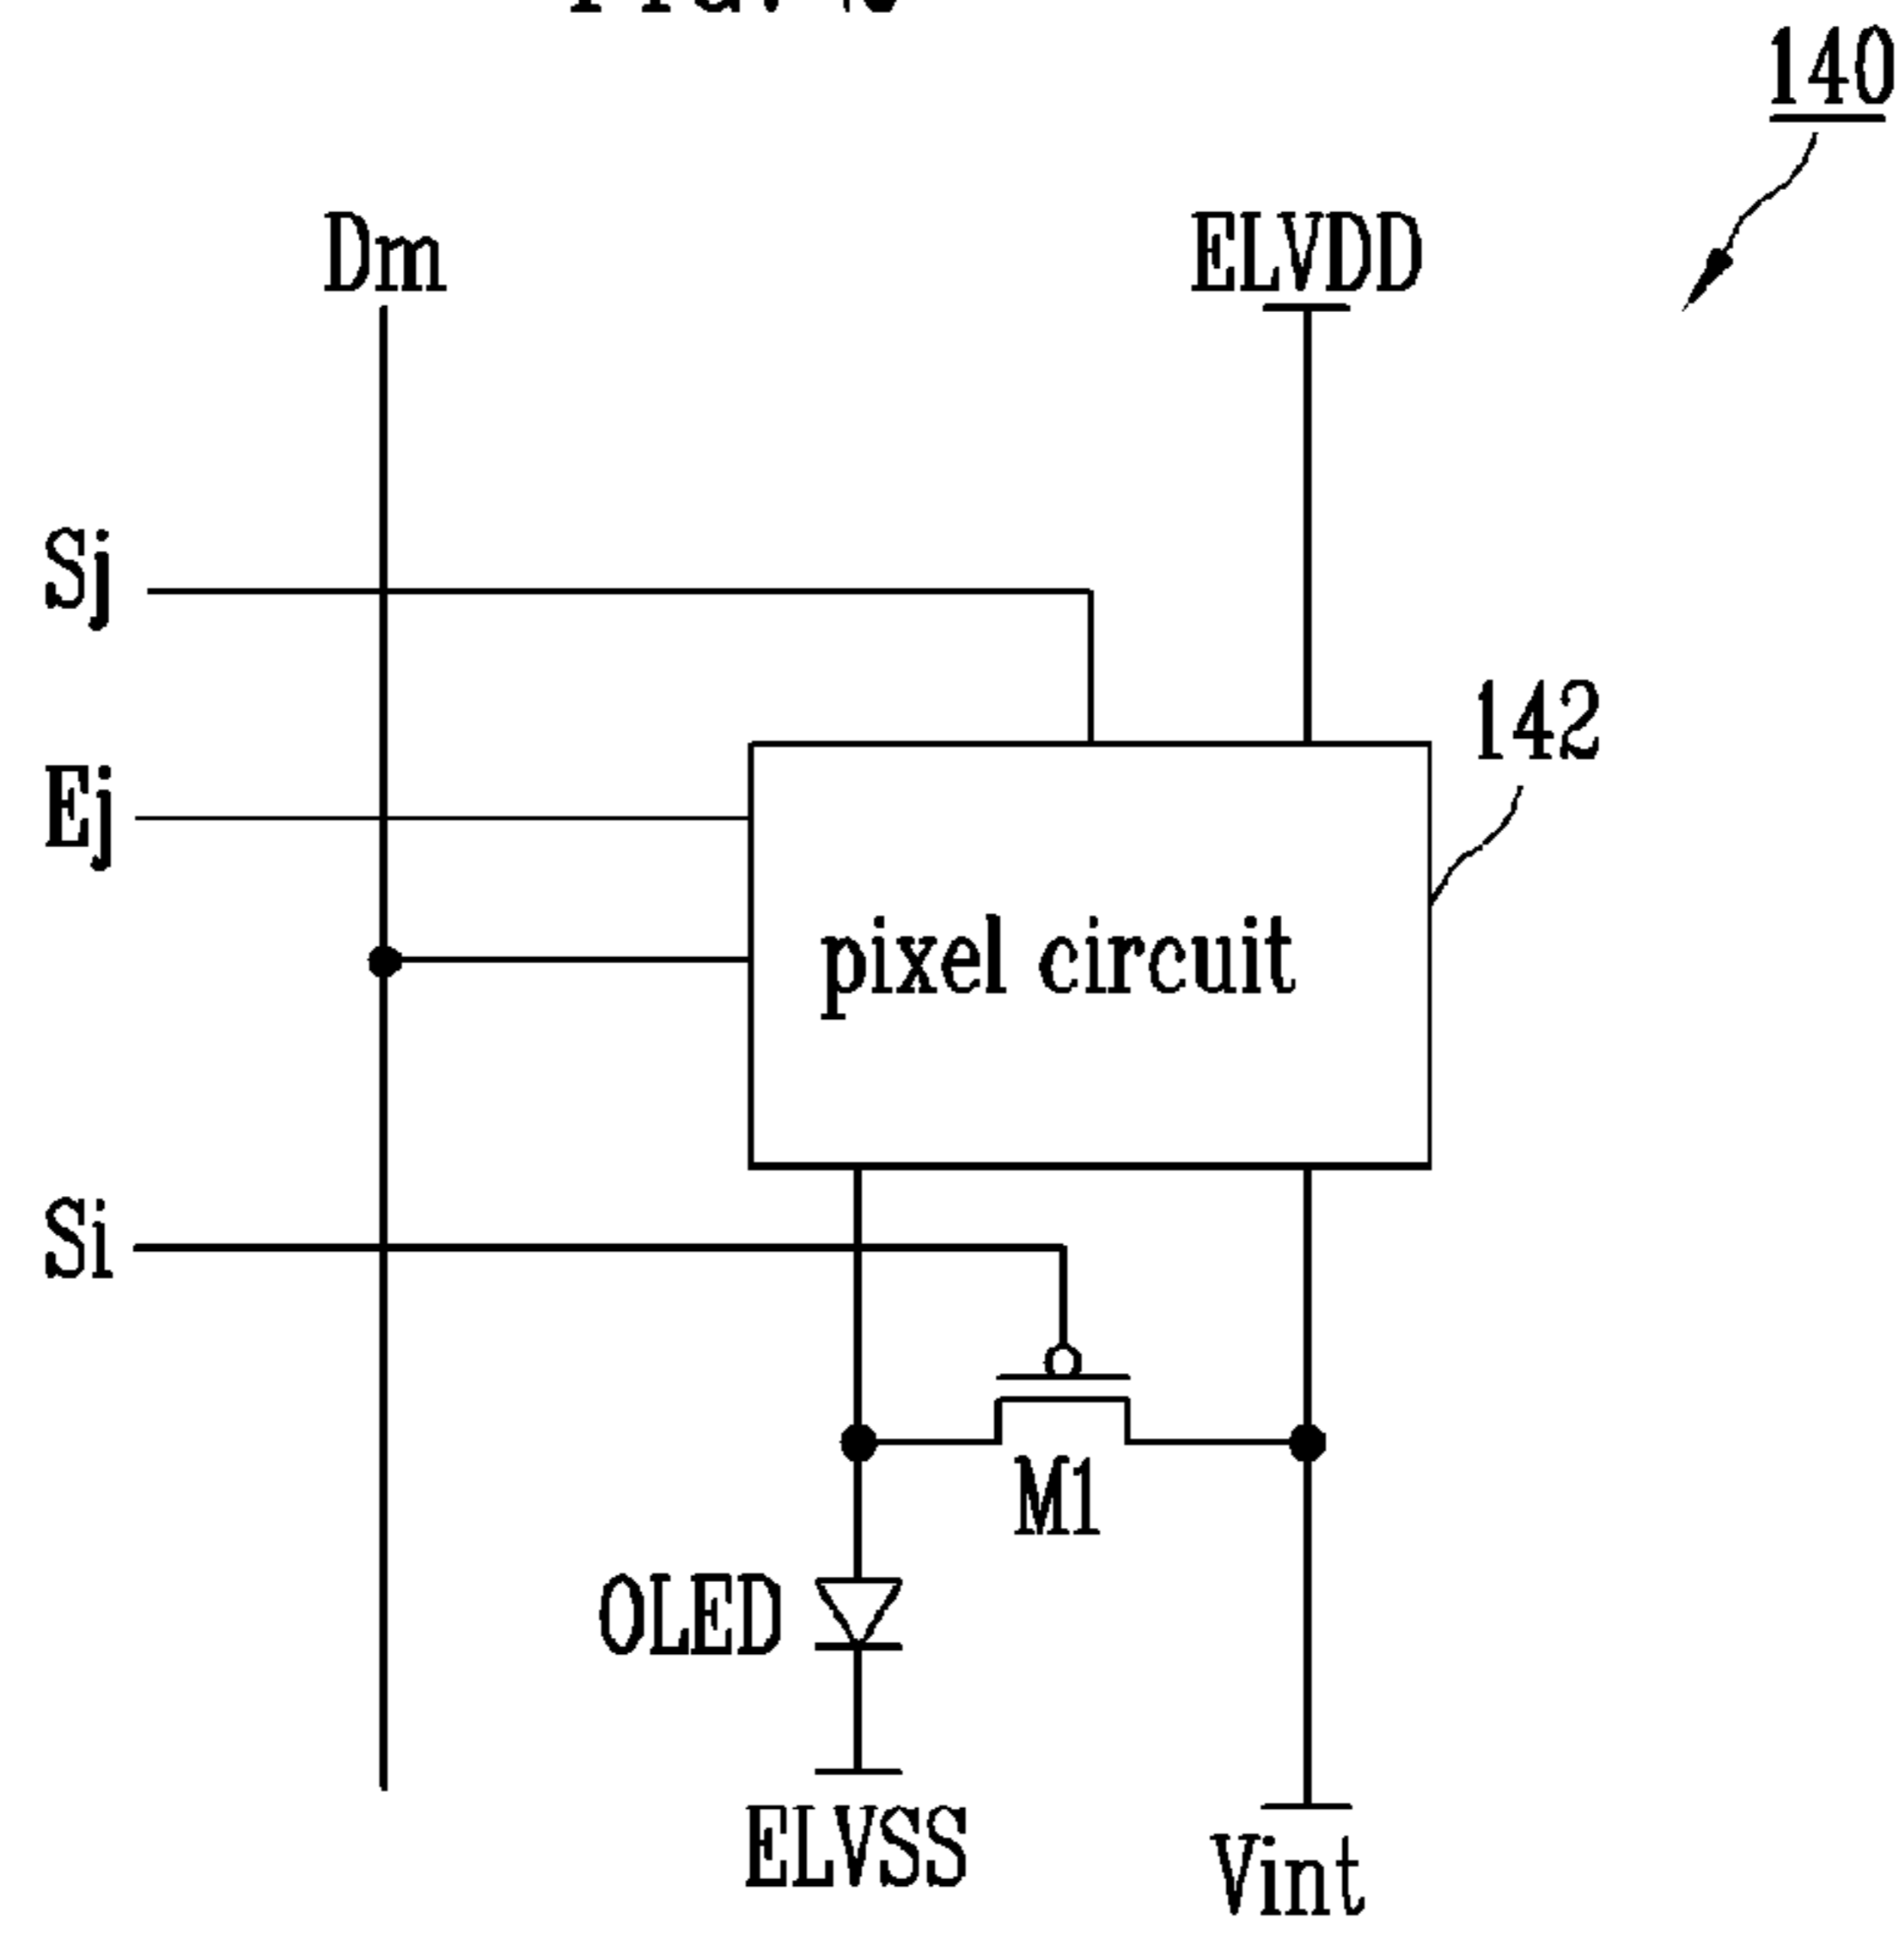 140
Dm
ELVDD
Sj
142
Ej
pixel circuit
Si
M1
OLED
ELVSS
Vint